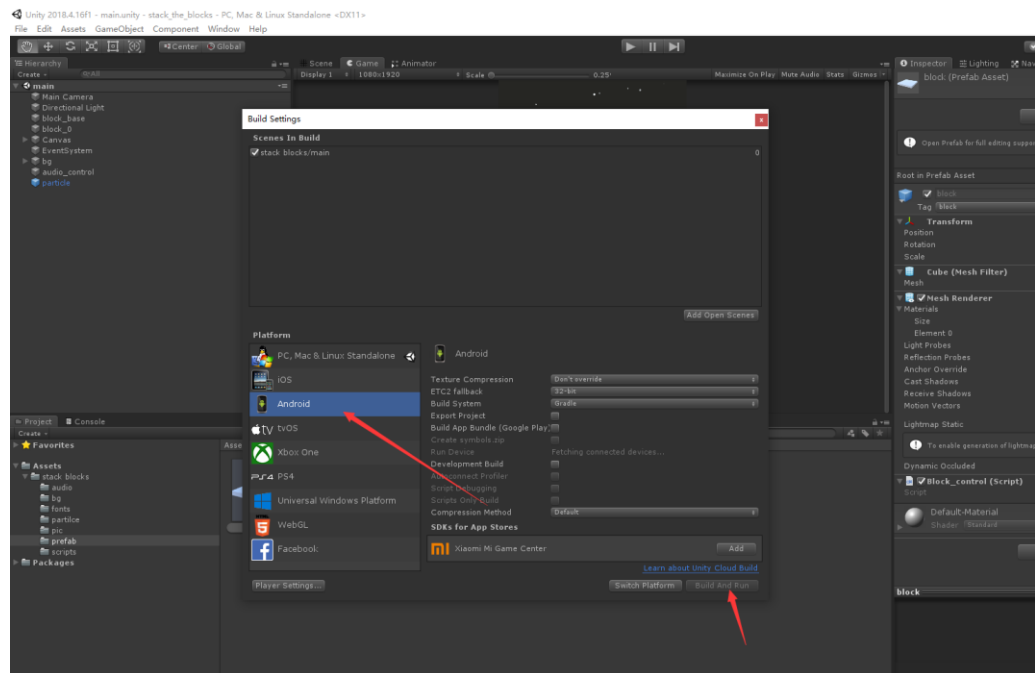 Unity 2018.4.16f1 - main.unity - stack_the_blocks - PC, Mac & Linux Standalone <DX11>
File Edit Assets GameObject Component Window Help
Center Global
Hierarchy Scene Game Animator Inspector Lighting Nav
Create All Display 1 1080x1920 Scale 0.25 Maximize On Play Mute Audio Stats Gizmos
block (Prefab Asset)
main
Main Camera
Directional Light
block_base
block_0
Canvas
EventSystem
bg
audio_control
particle
Build Settings
Scenes In Build
stack blocks/main 0
Add Open Scenes
Platform
PC, Mac & Linux Standalone
iOS
Android
tvOS
Xbox One
PS4
Universal Windows Platform
WebGL
Facebook
Player Settings...
Android
Texture Compression Don't override
ETC2 fallback 32-bit
Build System Gradle
Export Project
Build App Bundle (Google Play)
Create symbols.zip
Run Device Fetching connected devices...
Development Build
Autoconnect Profiler
Script Debugging
Scripts Only Build
Compression Method Default
SDKs for App Stores
Xiaomi Mi Game Center Add
Learn about Unity Cloud Build
Switch Platform Build And Run
Open Prefab for full editing suppo
Root in Prefab Asset
block
Tag block
Transform
Position
Rotation
Scale
Cube (Mesh Filter)
Mesh
Mesh Renderer
Materials
Size
Element 0
Light Probes
Reflection Probes
Anchor Override
Cast Shadows
Receive Shadows
Motion Vectors
Lightmap Static
To enable generation of lightmap
Dynamic Occluded
Block_control (Script)
Script
Default-Material
Shader Standard
block
Project Console
Create
Favorites Asse
Assets
stack blocks
audio
bg
fonts
partilce
pic
prefab
scripts
Packages